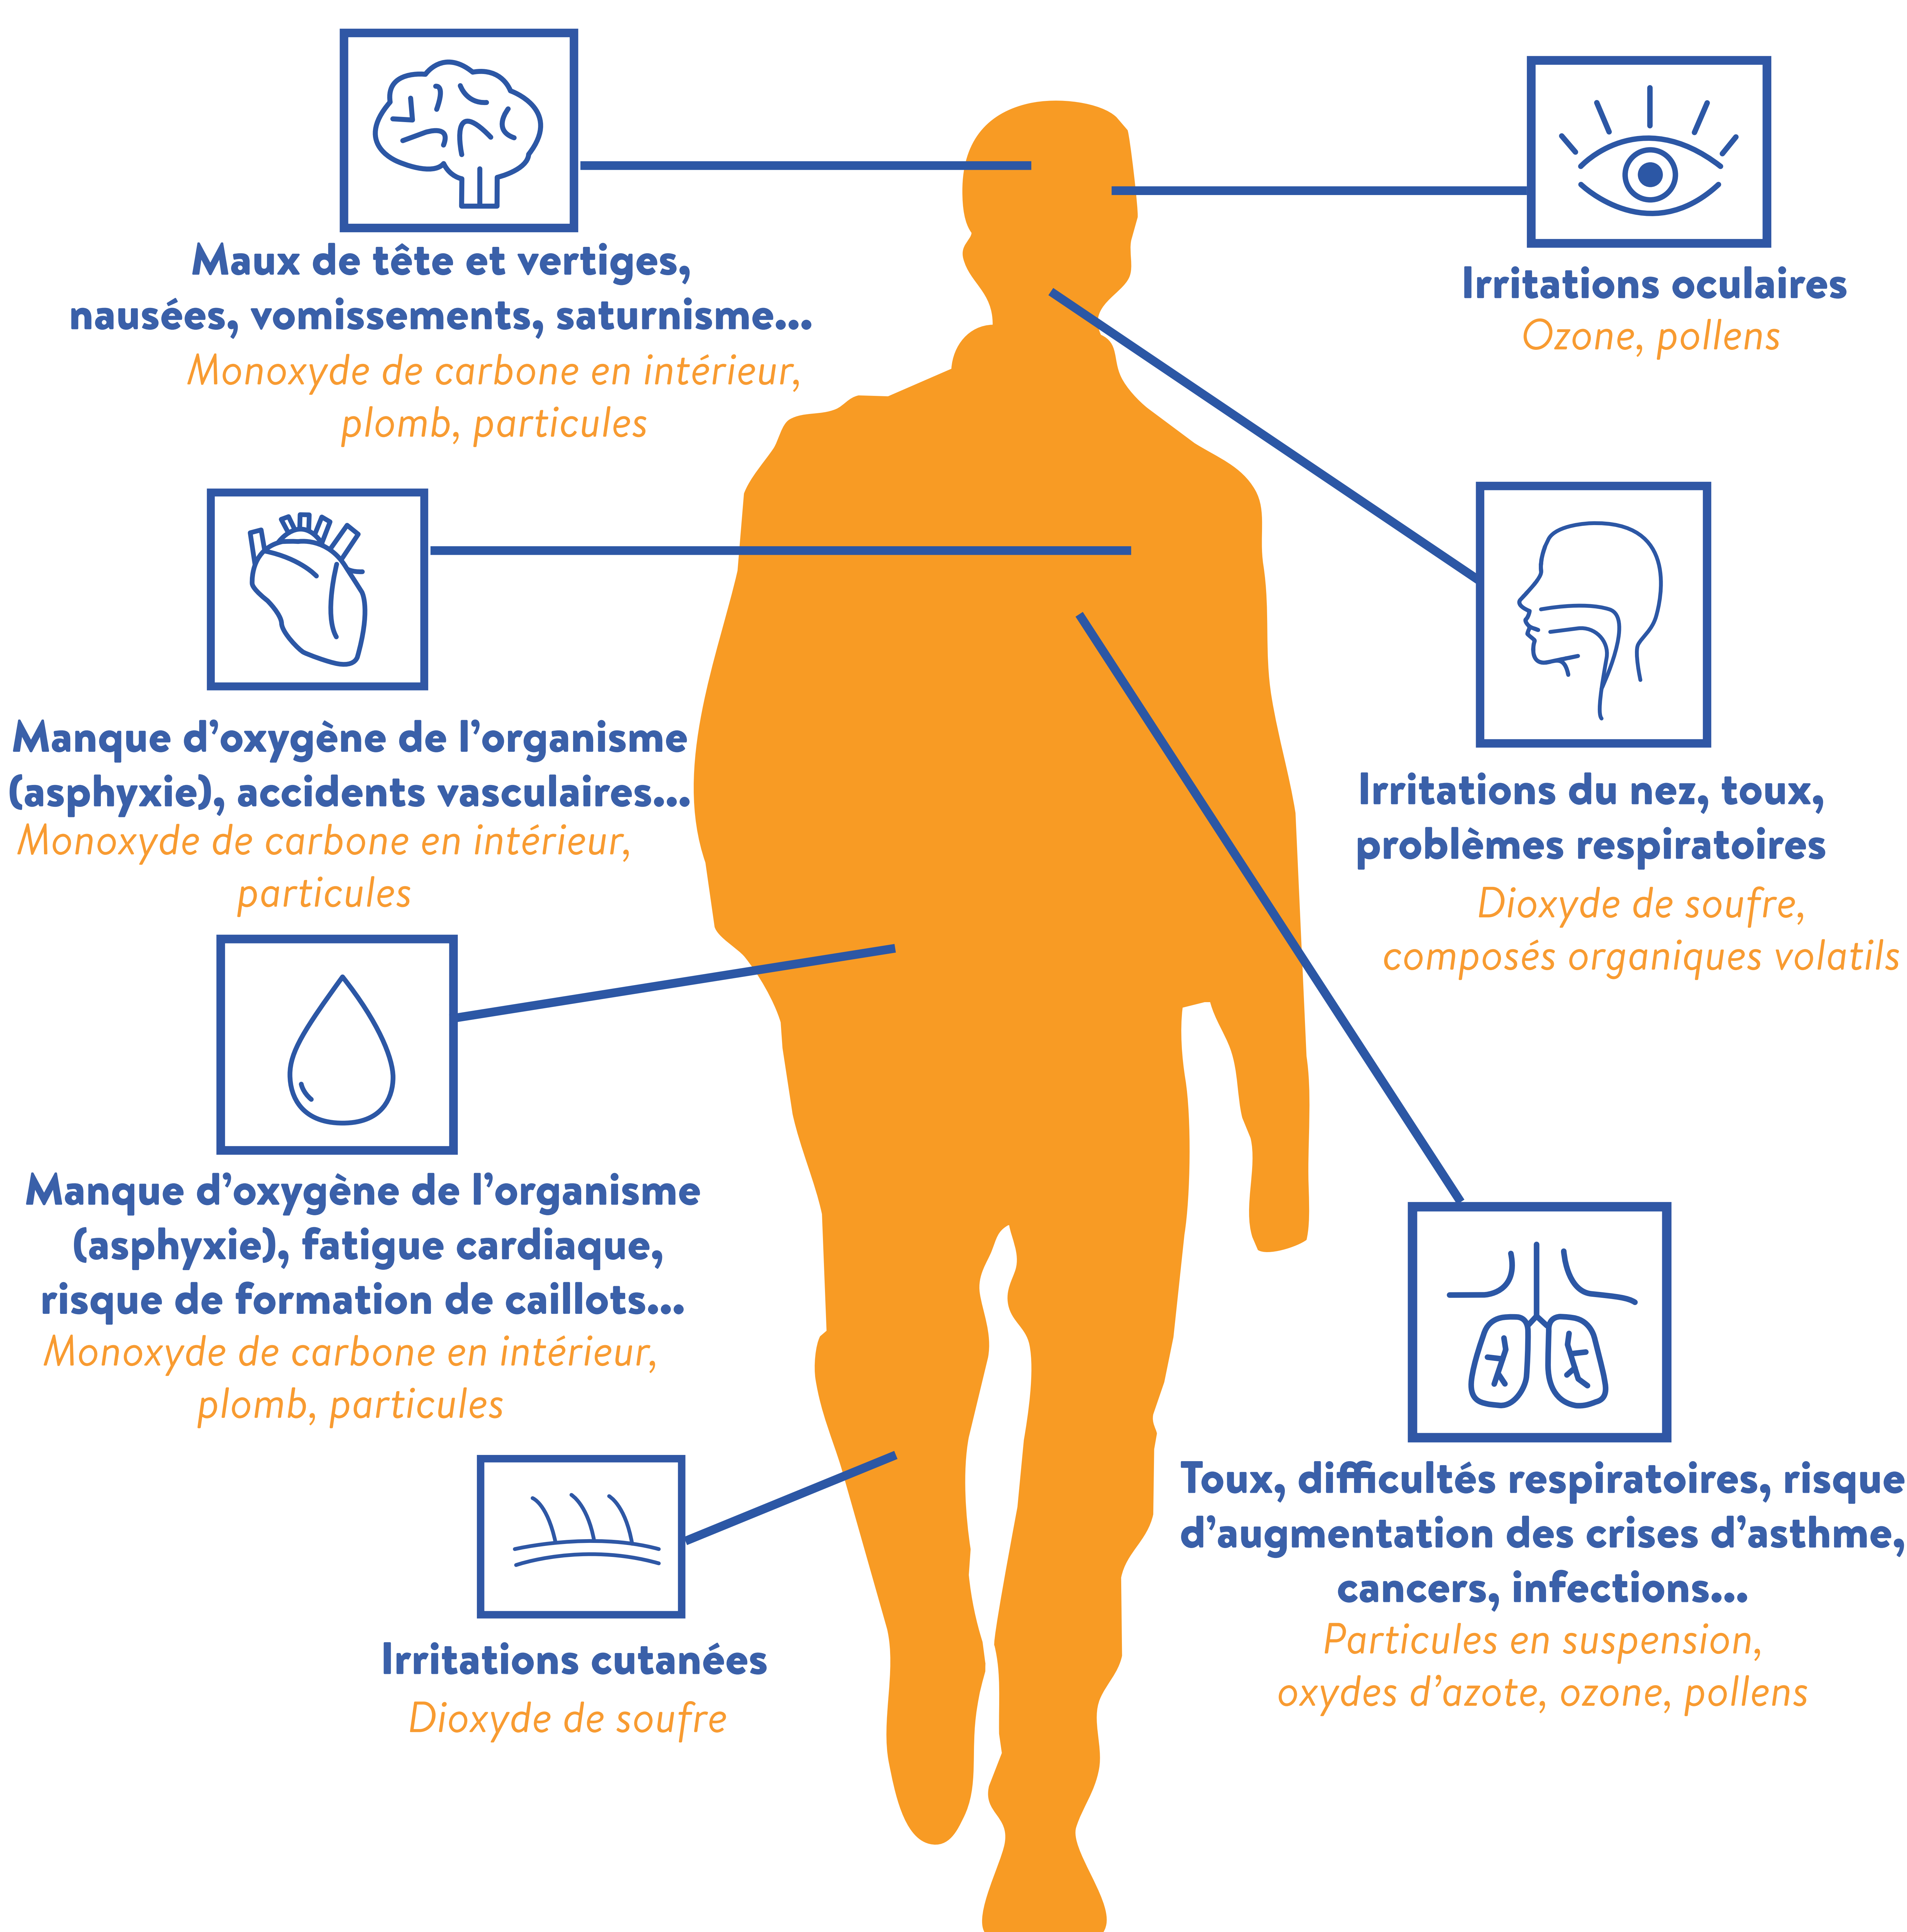 Maux de tête et vertiges,
nausées, vomissements, saturnisme...
Monoxyde de carbone en intérieur,
plomb, particules
Irritations oculaires
Ozone, pollens
Manque d’oxygène de l’organisme
(asphyxie), accidents vasculaires...
Monoxyde de carbone en intérieur,
particules
Irritations du nez, toux,
problèmes respiratoires
Dioxyde de soufre,
composés organiques volatils
Manque d’oxygène de l’organisme
(asphyxie), fatigue cardiaque,
risque de formation de caillots...
Monoxyde de carbone en intérieur,
plomb, particules
Toux, difficultés respiratoires, risque
d’augmentation des crises d’asthme,
cancers, infections...
Particules en suspension,
oxydes d’azote, ozone, pollens
Irritations cutanées
Dioxyde de soufre